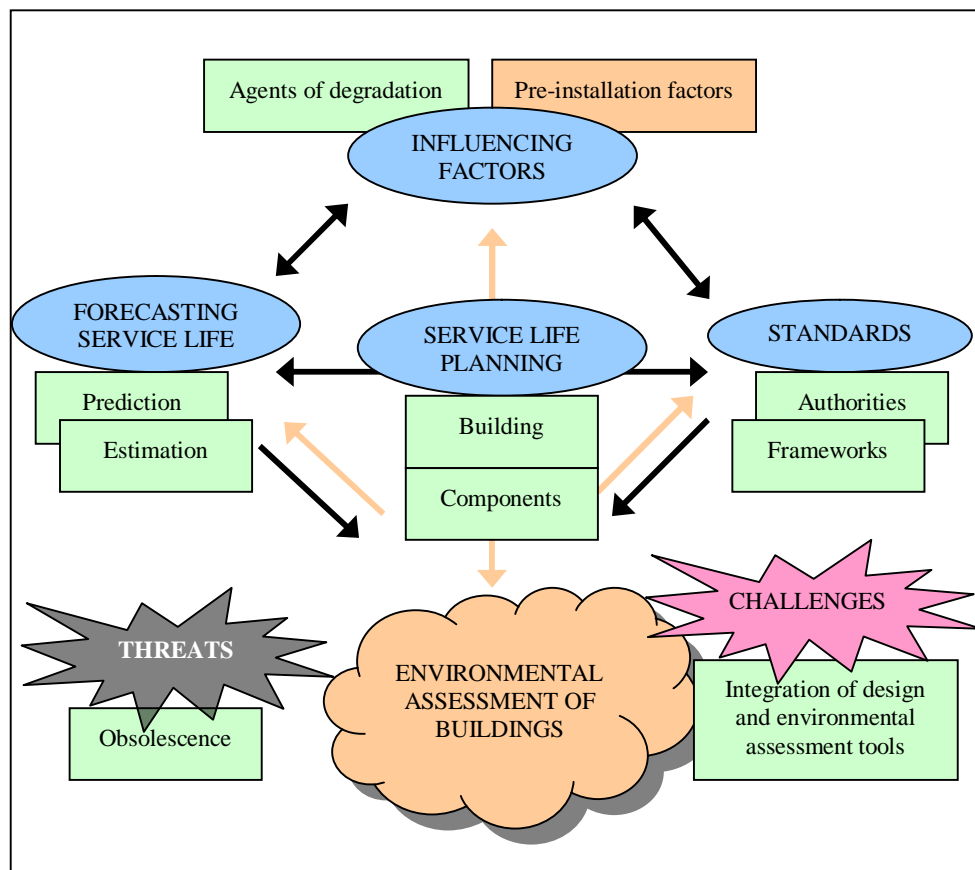 Agents of degradation
Pre-installation factors
INFLUENCING
FACTORS
FORECASTING
SERVICE LIFE
SERVICE LIFE
PLANNING
STANDARDS
Prediction
Estimation
Building
Components
Authorities
Frameworks
THREATS
Obsolescence
ENVIRONMENTAL
ASSESSMENT OF
BUILDINGS
CHALLENGES
Integration of design
and environmental
assessment tools